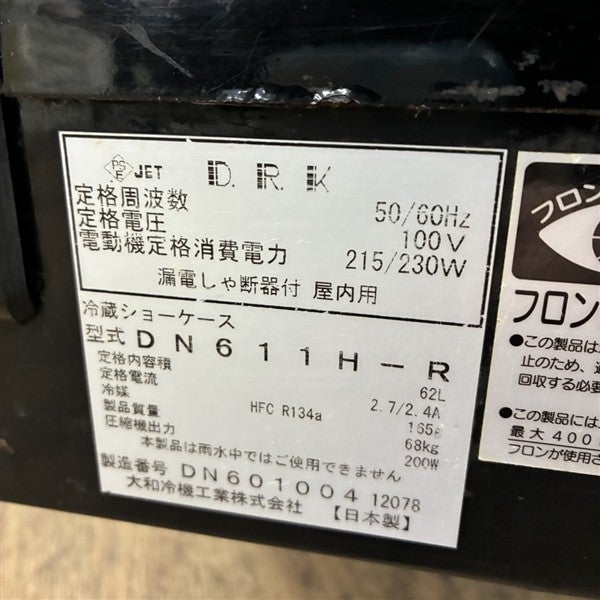 PS E JET D.R.K
定格周波数 50/60Hz
定格電圧 100V
電動機定格消費電力 215/230W
漏電しゃ断器付 屋内用
冷蔵ショーケース
型式 DN611H-R
定格内容積 62L
定格電流 2.7/2.4A
冷媒 HFC R134a 165g
製品質量 68kg
圧縮機出力 200W
本製品は雨水中ではご使用できません
製造番号 DN601004 12078
大和冷機工業株式会社 【日本製】
フロン
フロン
●この製品は
止のため、
回収する必要
●この製品には
最大400
フロンが使用さ